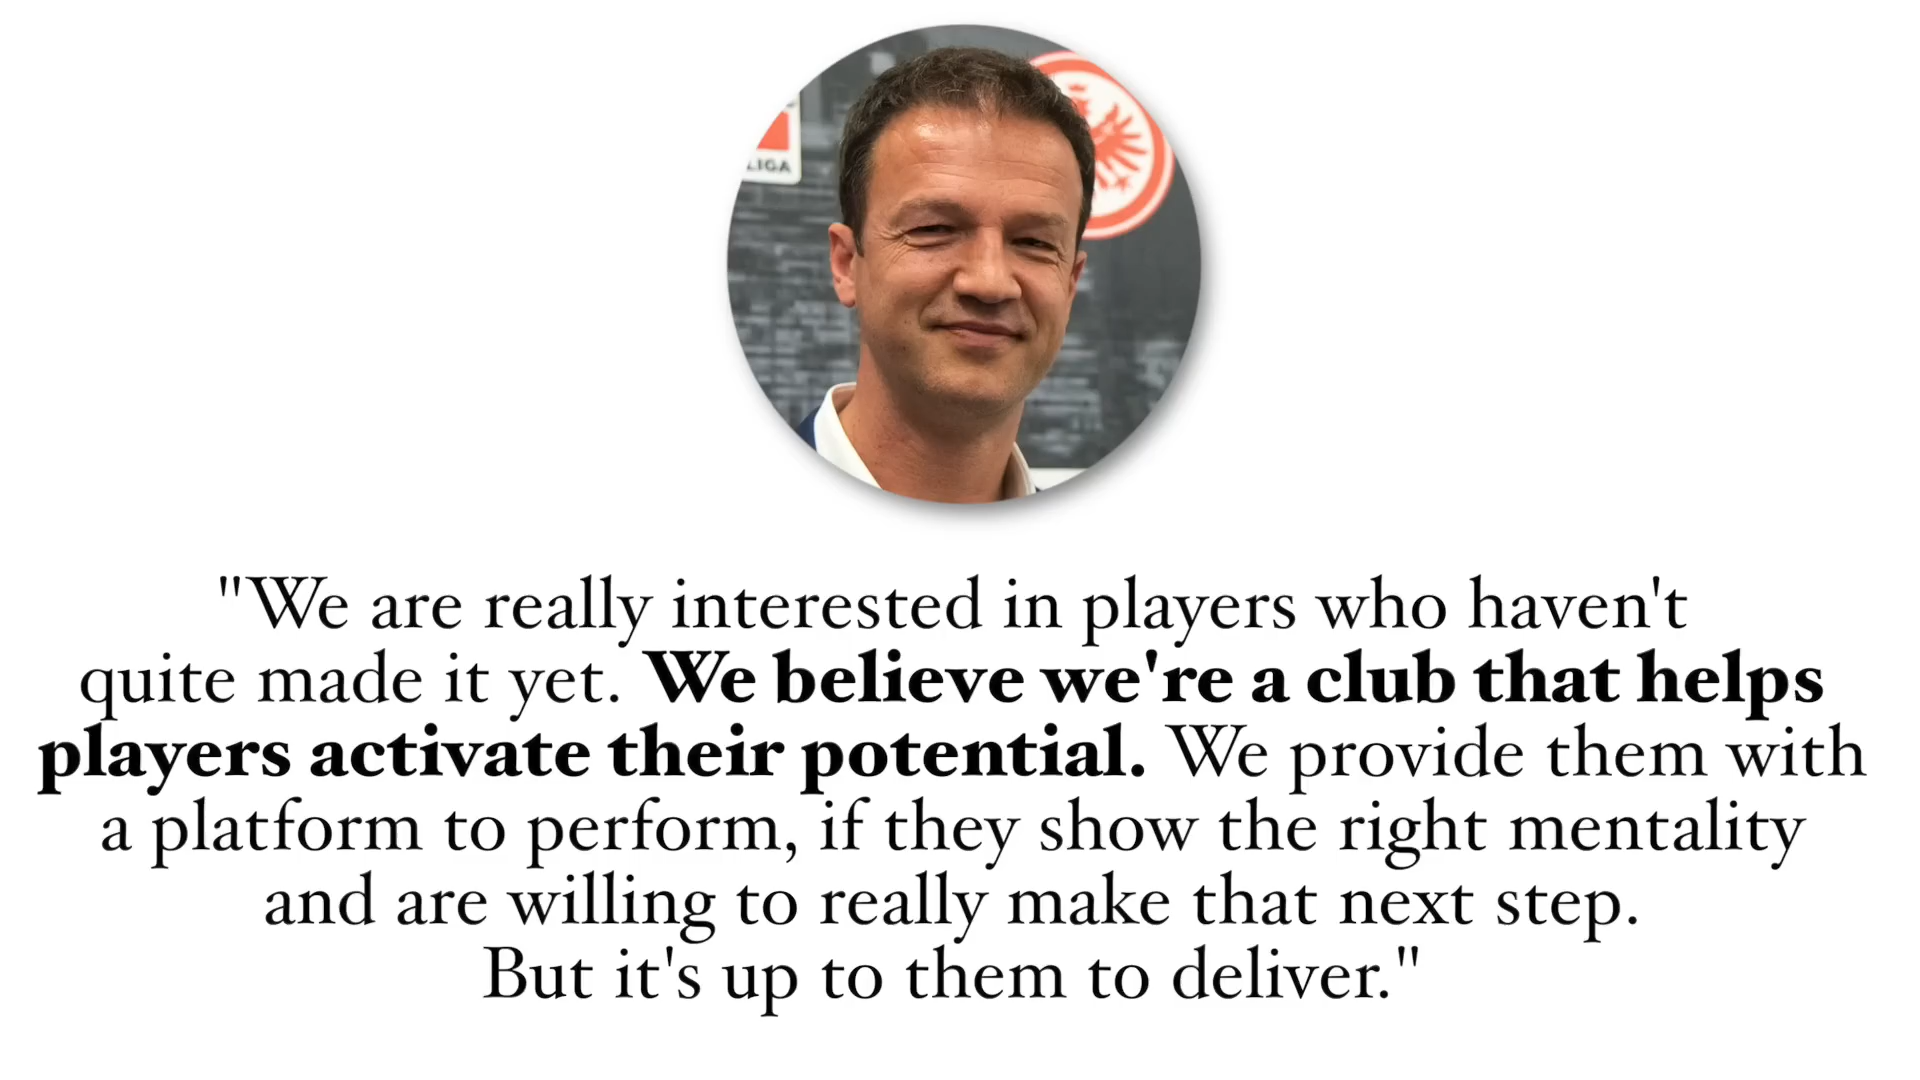 LIGA
"We are really interested in players who haven't
quite made it yet. We believe we're a club that helps
players activate their potential. We provide them with
a platform to perform, if they show the right mentality
and are willing to really make that next step.
But it's up to them to deliver."